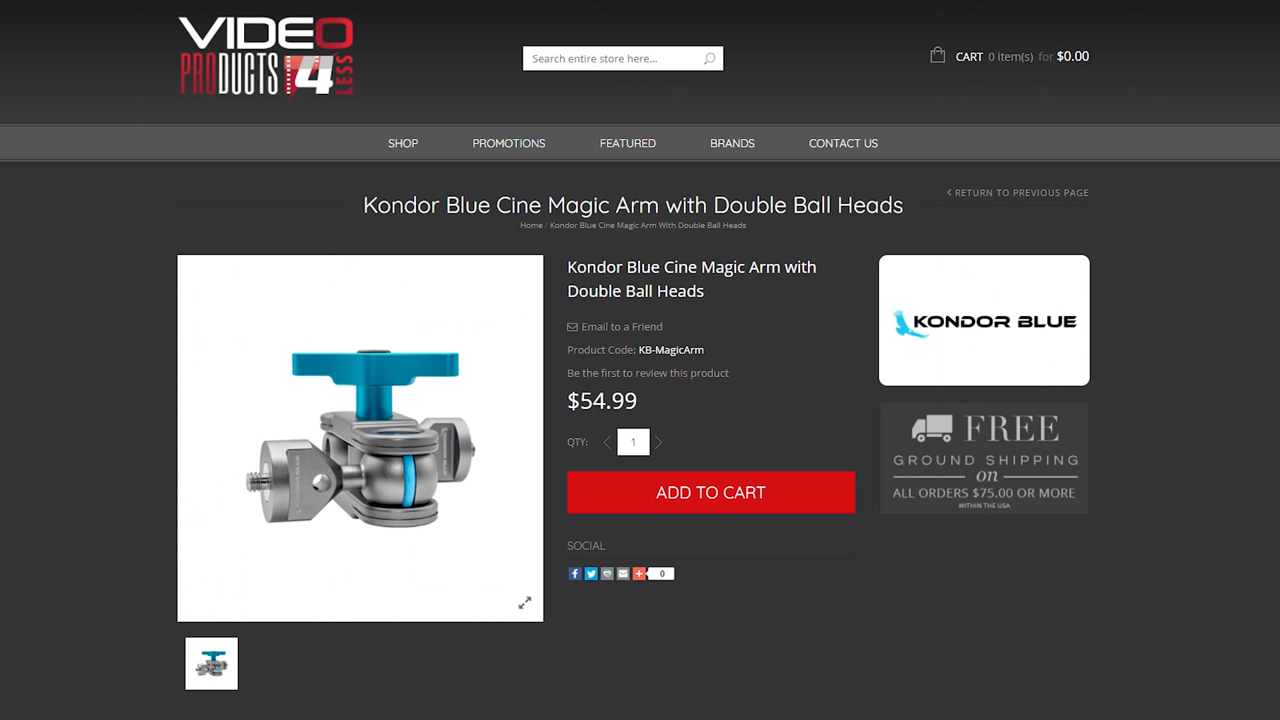 VIDEO
PRODUCTS 4 LESS
Search entire store here...
CART 0 item(s) for $0.00
SHOP PROMOTIONS FEATURED BRANDS CONTACT US
RETURN TO PREVIOUS PAGE
Kondor Blue Cine Magic Arm with Double Ball Heads
Home / Kondor Blue Cine Magic Arm With Double Ball Heads
Kondor Blue Cine Magic Arm with
Double Ball Heads
Email to a Friend
Product Code: KB-MagicArm
Be the first to review this product
$54.99
QTY: 1
ADD TO CART
SOCIAL
0
KONDOR BLUE
FREE
GROUND SHIPPING
on
ALL ORDERS $75.00 OR MORE
WITHIN THE USA
KONDOR BLUE